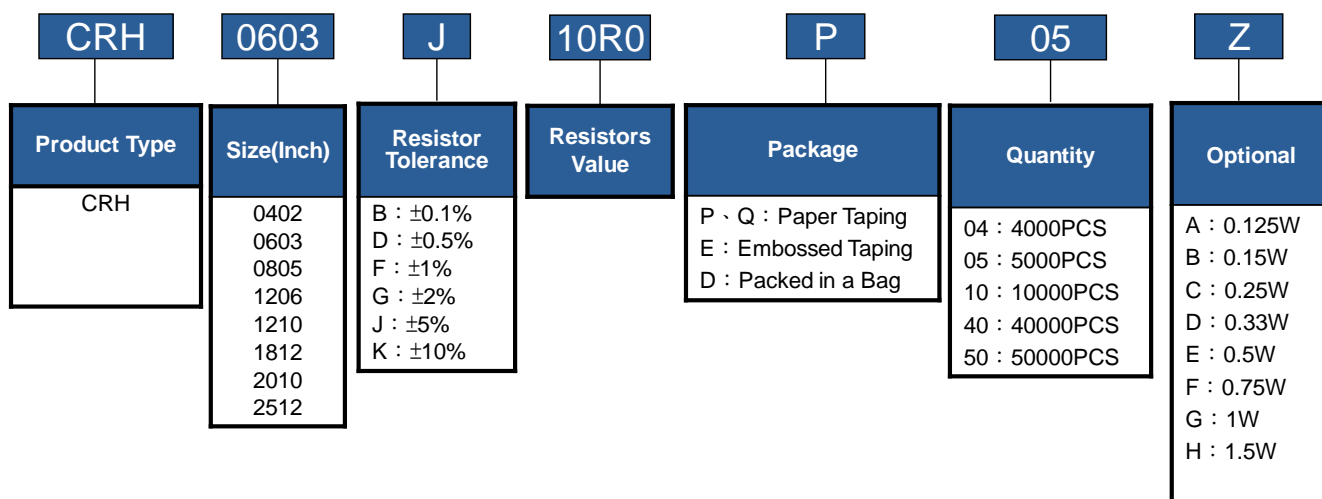 CRH 0603 J 10R0 P 05 Z
Product Type
CRH
Size(Inch)
0402
0603
0805
1206
1210
1812
2010
2512
Resistor
Tolerance
B：±0.1%
D：±0.5%
F：±1%
G：±2%
J：±5%
K：±10%
Resistors
Value
Package
P、Q：Paper Taping
E：Embossed Taping
D：Packed in a Bag
Quantity
04：4000PCS
05：5000PCS
10：10000PCS
40：40000PCS
50：50000PCS
Optional
A：0.125W
B：0.15W
C：0.25W
D：0.33W
E：0.5W
F：0.75W
G：1W
H：1.5W